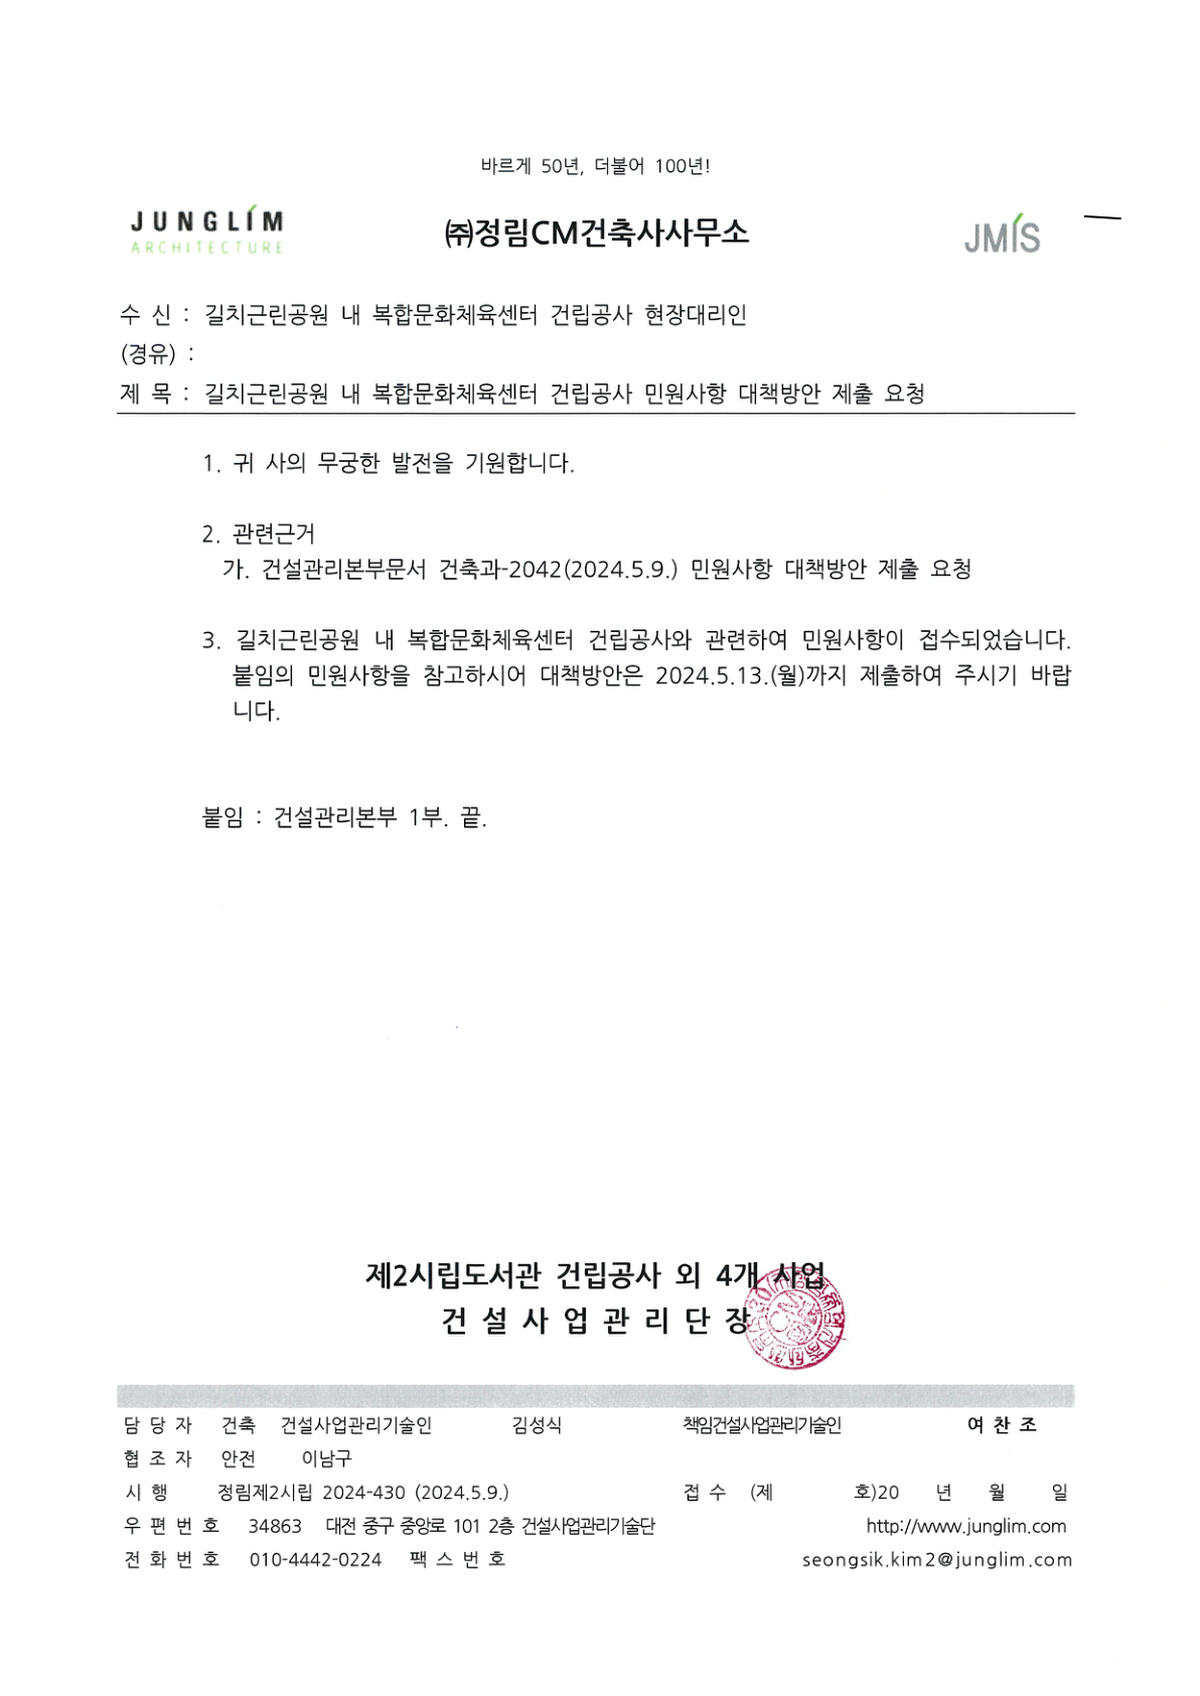 바르게 50년, 더불어 100년!
JUNGLIM
ARCHITECTURE
㈜정림CM건축사사무소
JMIS
수 신 : 길치근린공원 내 복합문화체육센터 건립공사 현장대리인
(경유) :
제 목 : 길치근린공원 내 복합문화체육센터 건립공사 민원사항 대책방안 제출 요청
1. 귀 사의 무궁한 발전을 기원합니다.
2. 관련근거
가. 건설관리본부문서 건축과-2042(2024.5.9.) 민원사항 대책방안 제출 요청
3. 길치근린공원 내 복합문화체육센터 건립공사와 관련하여 민원사항이 접수되었습니다.
붙임의 민원사항을 참고하시어 대책방안은 2024.5.13.(월)까지 제출하여 주시기 바랍
니다.
붙임 : 건설관리본부 1부. 끝.
제2시립도서관 건립공사 외 4개 사업
건 설 사 업 관 리 단 장
담 당 자 건축 건설사업관리기술인 김성식 책임건설사업관리기술인 여 찬 조
협 조 자 안전 이남구
시 행 정림제2시립 2024-430 (2024.5.9.) 접 수 (제 호)20 년 월 일
우 편 번 호 34863 대전 중구 중앙로 101 2층 건설사업관리기술단 http://www.junglim.com
전 화 번 호 010-4442-0224 팩 스 번 호 seongsik.kim2@junglim.com